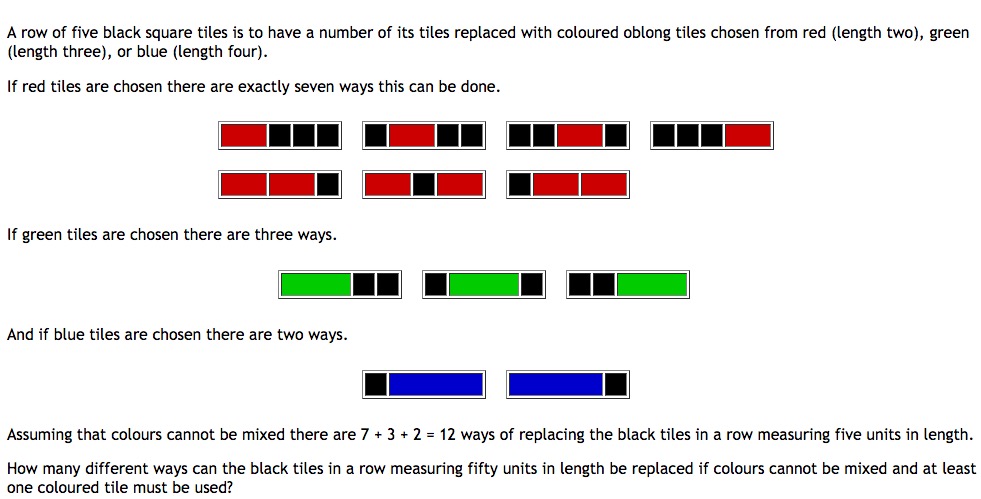 A row of five black square tiles is to have a number of its tiles replaced with coloured oblong tiles chosen from red (length two), green
(length three), or blue (length four).
If red tiles are chosen there are exactly seven ways this can be done.
If green tiles are chosen there are three ways.
And if blue tiles are chosen there are two ways.
Assuming that colours cannot be mixed there are 7 + 3 + 2 = 12 ways of replacing the black tiles in a row measuring five units in length.
How many different ways can the black tiles in a row measuring fifty units in length be replaced if colours cannot be mixed and at least
one coloured tile must be used?